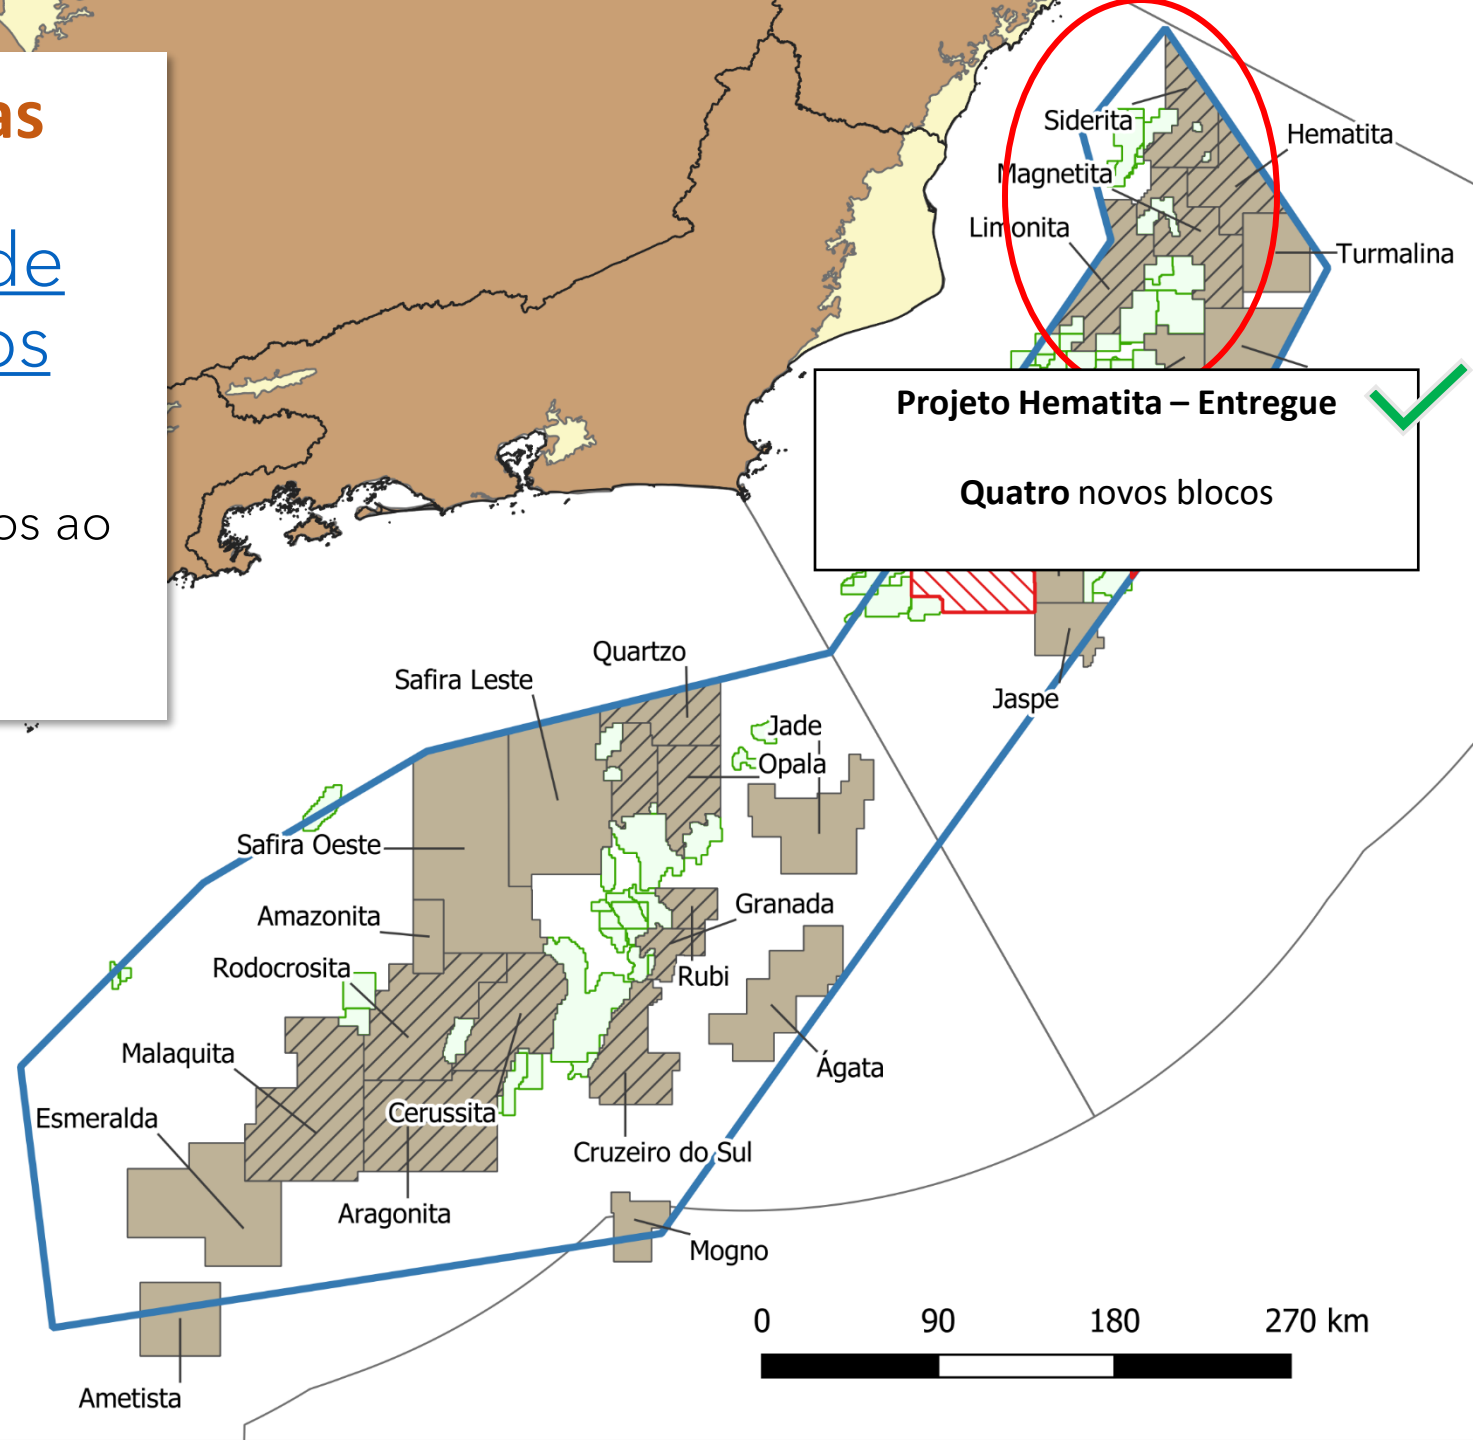 as
de
os
os ao
Siderita
Hematita
Magnetita
Limonita
Turmalina
Projeto Hematita – Entregue
Quatro novos blocos
Quartzo
Safira Leste
Jaspe
Jade
Opala
Safira Oeste
Granada
Amazonita
Rodocrosita
Rubi
Malaquita
Ágata
Esmeralda
Cerussita
Cruzeiro do Sul
Aragonita
Mogno
0 90 180 270 km
Ametista